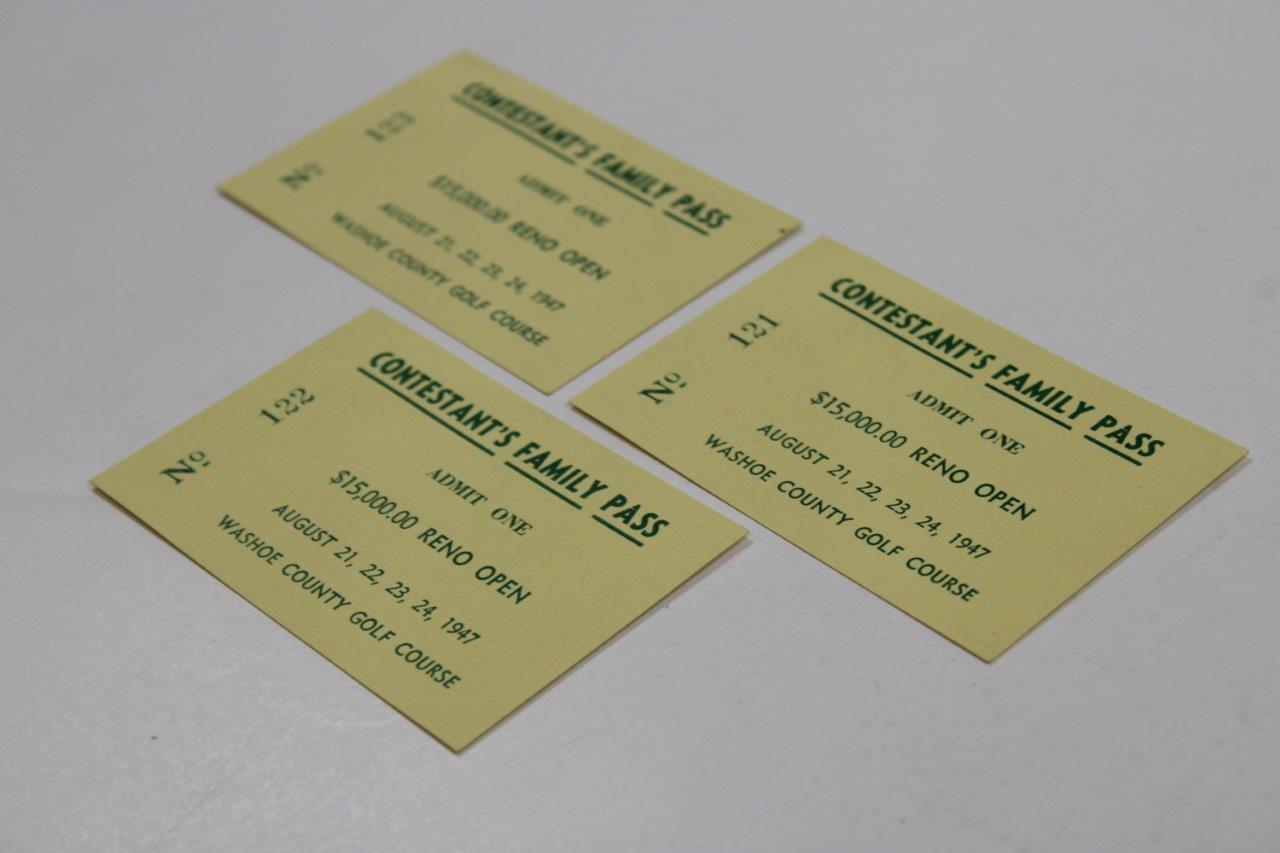 CONTESTANT'S FAMILY PASS
ADMIT ONE
$15,000.00 RENO OPEN
AUGUST 21, 22, 23, 24, 1947
WASHOE COUNTY GOLF COURSE
No. 123
CONTESTANT'S FAMILY PASS
ADMIT ONE
$15,000.00 RENO OPEN
AUGUST 21, 22, 23, 24, 1947
WASHOE COUNTY GOLF COURSE
No. 121
CONTESTANT'S FAMILY PASS
ADMIT ONE
$15,000.00 RENO OPEN
AUGUST 21, 22, 23, 24, 1947
WASHOE COUNTY GOLF COURSE
No. 122